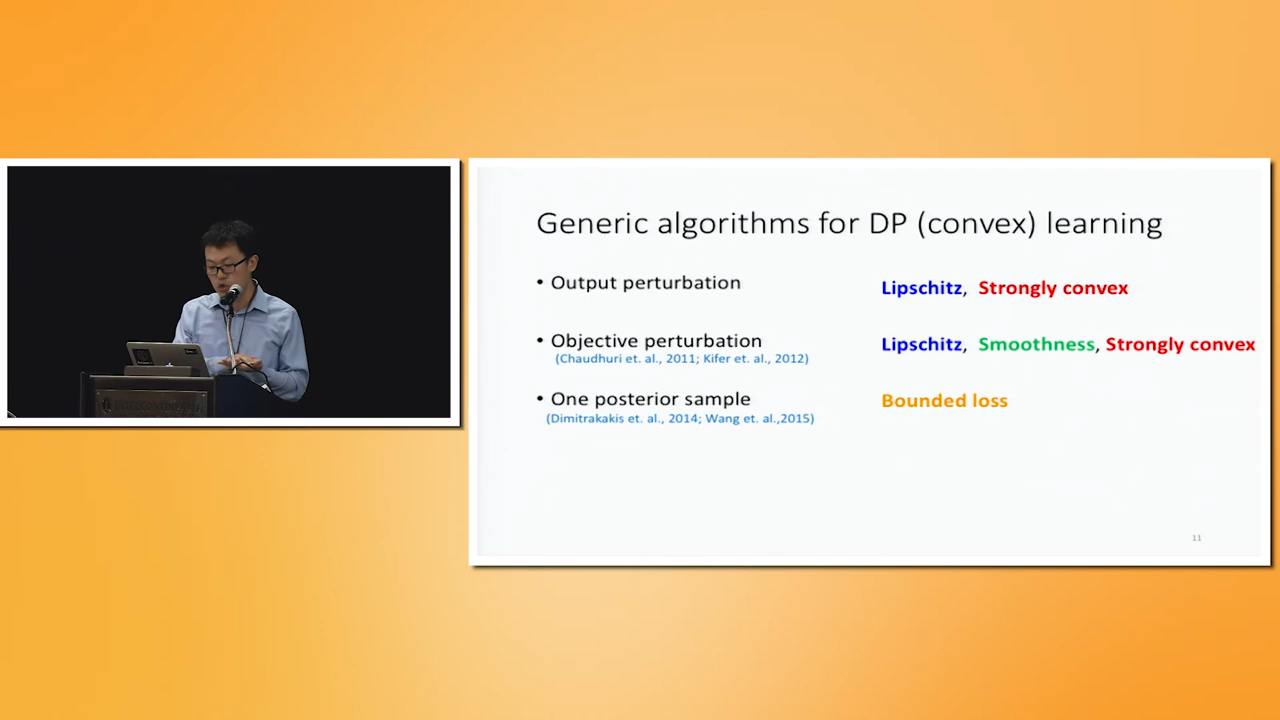 Generic algorithms for DP (convex) learning
• Output perturbation
Lipschitz, Strongly convex
• Objective perturbation
(Chaudhuri et. al., 2011; Kifer et. al., 2012)
Lipschitz, Smoothness, Strongly convex
• One posterior sample
(Dimitrakakis et. al., 2014; Wang et. al.,2015)
Bounded loss
11